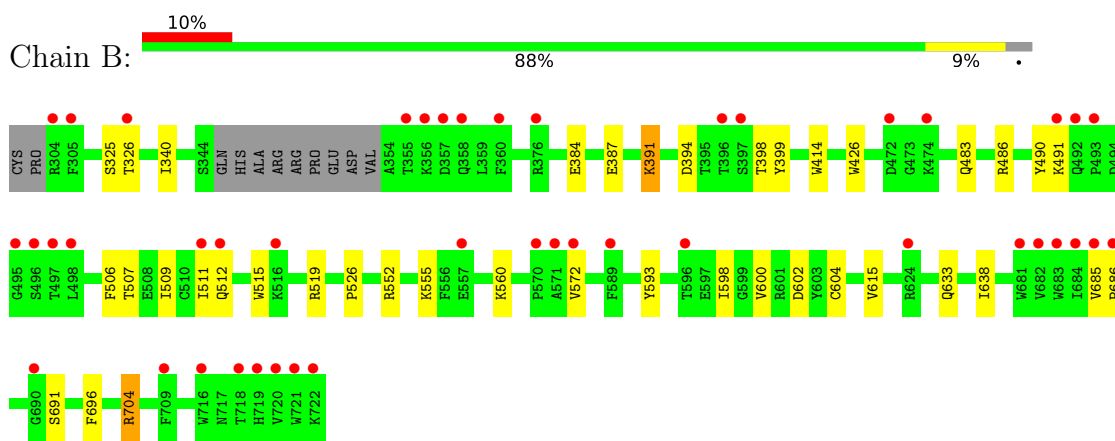 10%
Chain B:
88% 9% •
CYS PRO R304 F305 S325 T326 I340 S344 GLN HIS ALA ARG ARG PRO GLU ASP VAL A354 T355 K356 D357 Q358 L359 F360 R376 E384 E387 K391 D394 T395 T396 S397 T398 Y399 W414 W426 D472 G473 K474 Q483 R486 Y490 K491 Q492 P493 D494
G495 S496 T497 L498 F506 T507 E508 I509 C510 I511 Q512 W515 K516 R519 P526 R552 K555 F556 E557 K560 P570 A571 V572 F589 Y593 T596 E597 I598 G599 V600 R601 D602 Y603 C604 V615 R624 Q633 I638 W681 V682 W683 I684 V685
G690 S691 F696 R704 F709 W716 N717 T718 H719 V720 W721 K722